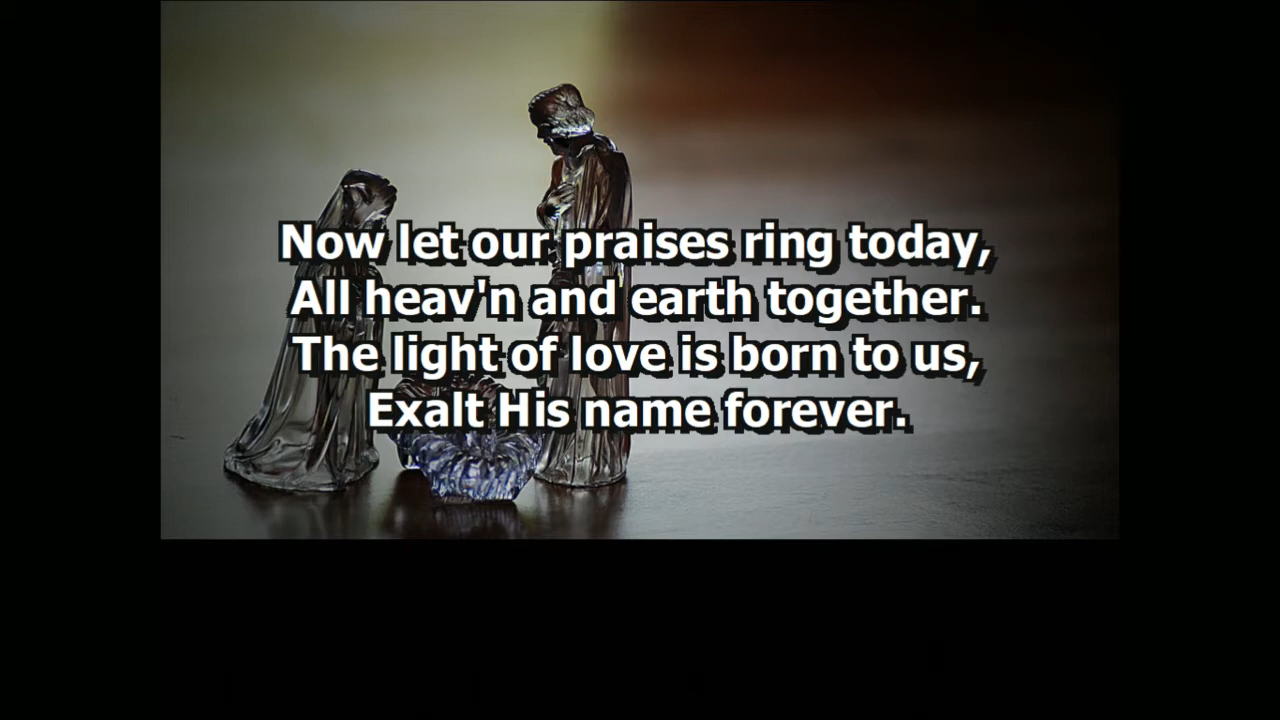 Now let our praises ring today,
All heav'n and earth together.
The light of love is born to us,
Exalt His name forever.